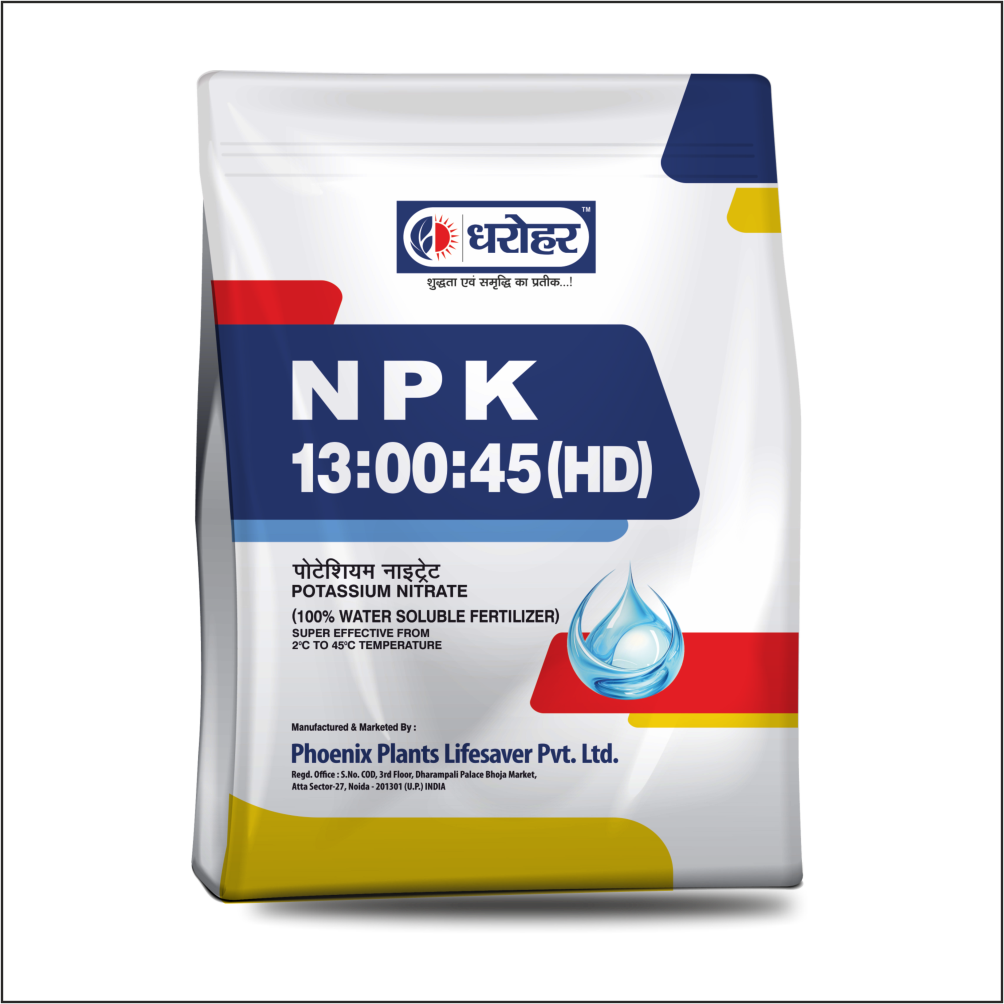 धरोहर TM
शुद्धता एवं समृद्धि का प्रतीक...!
NPK
13:00:45(HD)
पोटेशियम नाइट्रेट
POTASSIUM NITRATE
(100% WATER SOLUBLE FERTILIZER)
SUPER EFFECTIVE FROM
2°C TO 45°C TEMPERATURE
Manufactured & Marketed By :
Phoenix Plants Lifesaver Pvt. Ltd.
Regd. Office : S.No. COD, 3rd Floor, Dharampali Palace Bhoja Market,
Atta Sector-27, Noida - 201301 (U.P.) INDIA